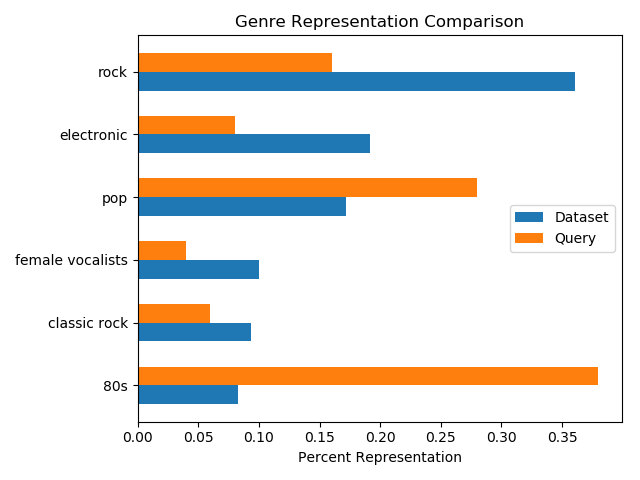 Genre Representation Comparison
rock
electronic
pop
female vocalists
classic rock
80s
Dataset
Query
0.00 0.05 0.10 0.15 0.20 0.25 0.30 0.35
Percent Representation